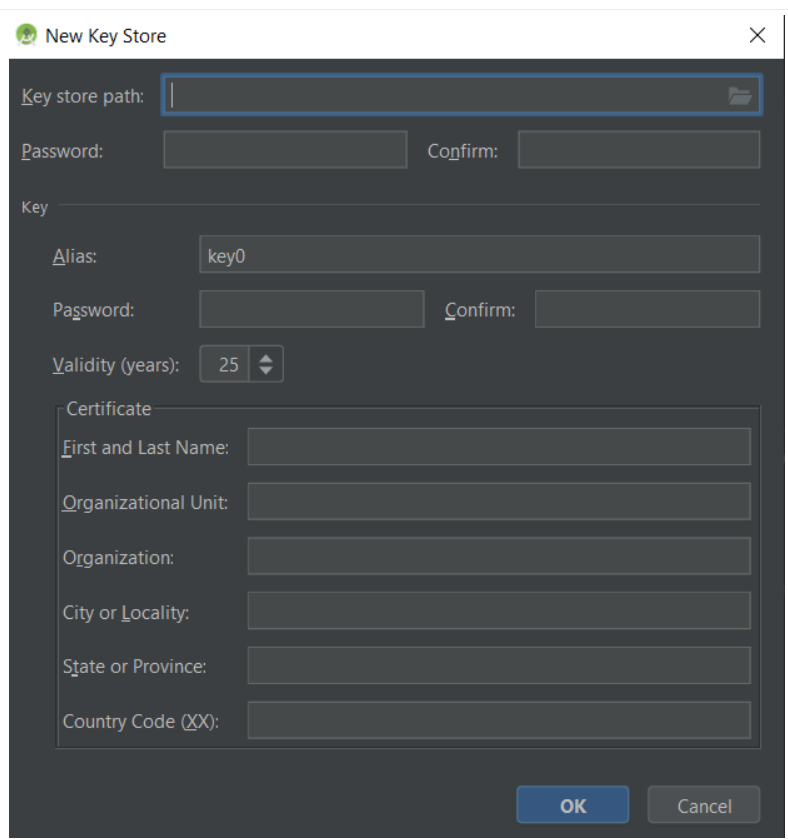 New Key Store
Key store path:
Password: Confirm:
Key
Alias: key0
Password: Confirm:
Validity (years): 25
Certificate
First and Last Name:
Organizational Unit:
Organization:
City or Locality:
State or Province:
Country Code (XX):
OK Cancel